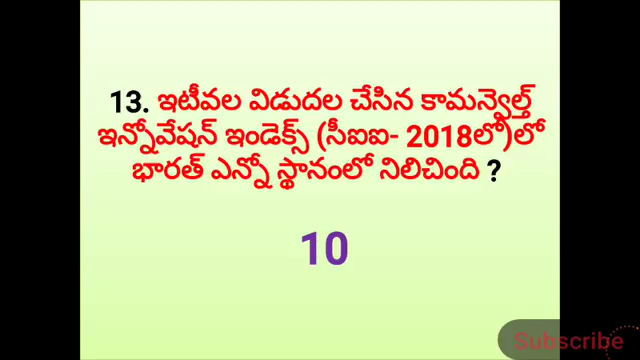 13. ఇటీవల విడుదల చేసిన కామన్వెల్త్
ఇన్నోవేషన్ ఇండెక్స్ (సీఐఐ- 2018లో)లో
భారత్ ఎన్నో స్థానంలో నిలిచింది ?
10
Subscribe